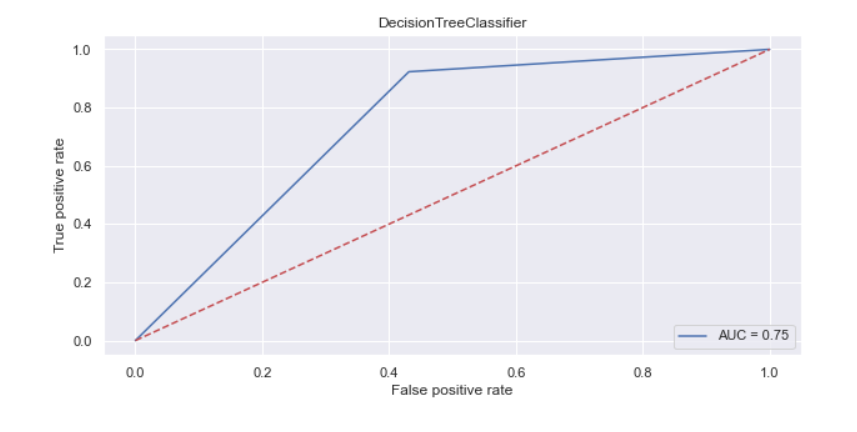 DecisionTreeClassifier
1.0
0.8
0.6
0.4
0.2
0.0
True positive rate
AUC = 0.75
0.0 0.2 0.4 0.6 0.8 1.0
False positive rate